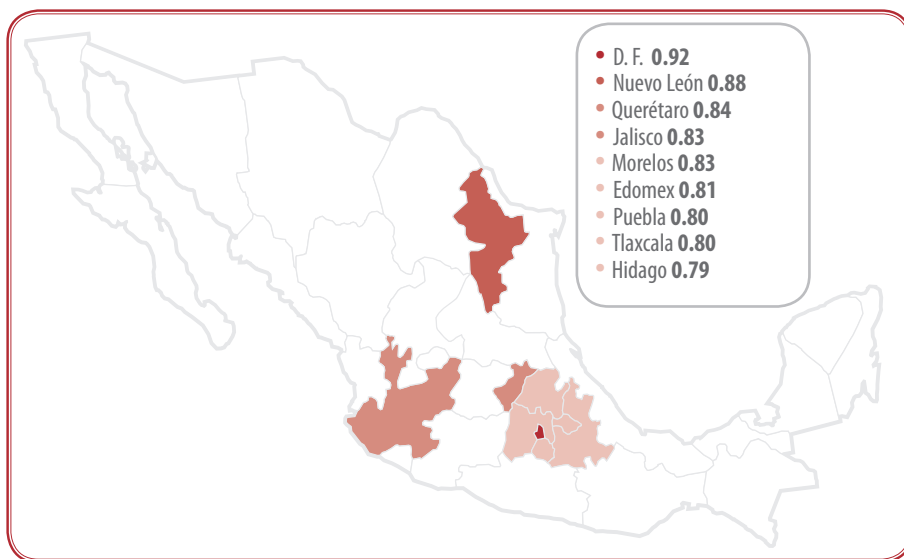 D. F. 0.92
Nuevo León 0.88
Querétaro 0.84
Jalisco 0.83
Morelos 0.83
Edomex 0.81
Puebla 0.80
Tlaxcala 0.80
Hidago 0.79